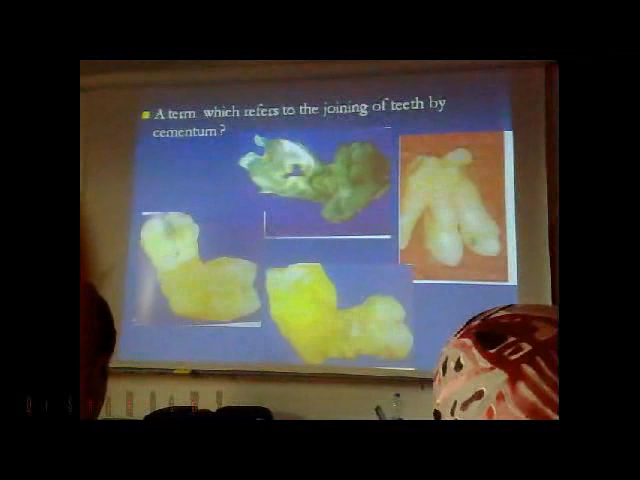 A term which refers to the joining of teeth by
cementum?